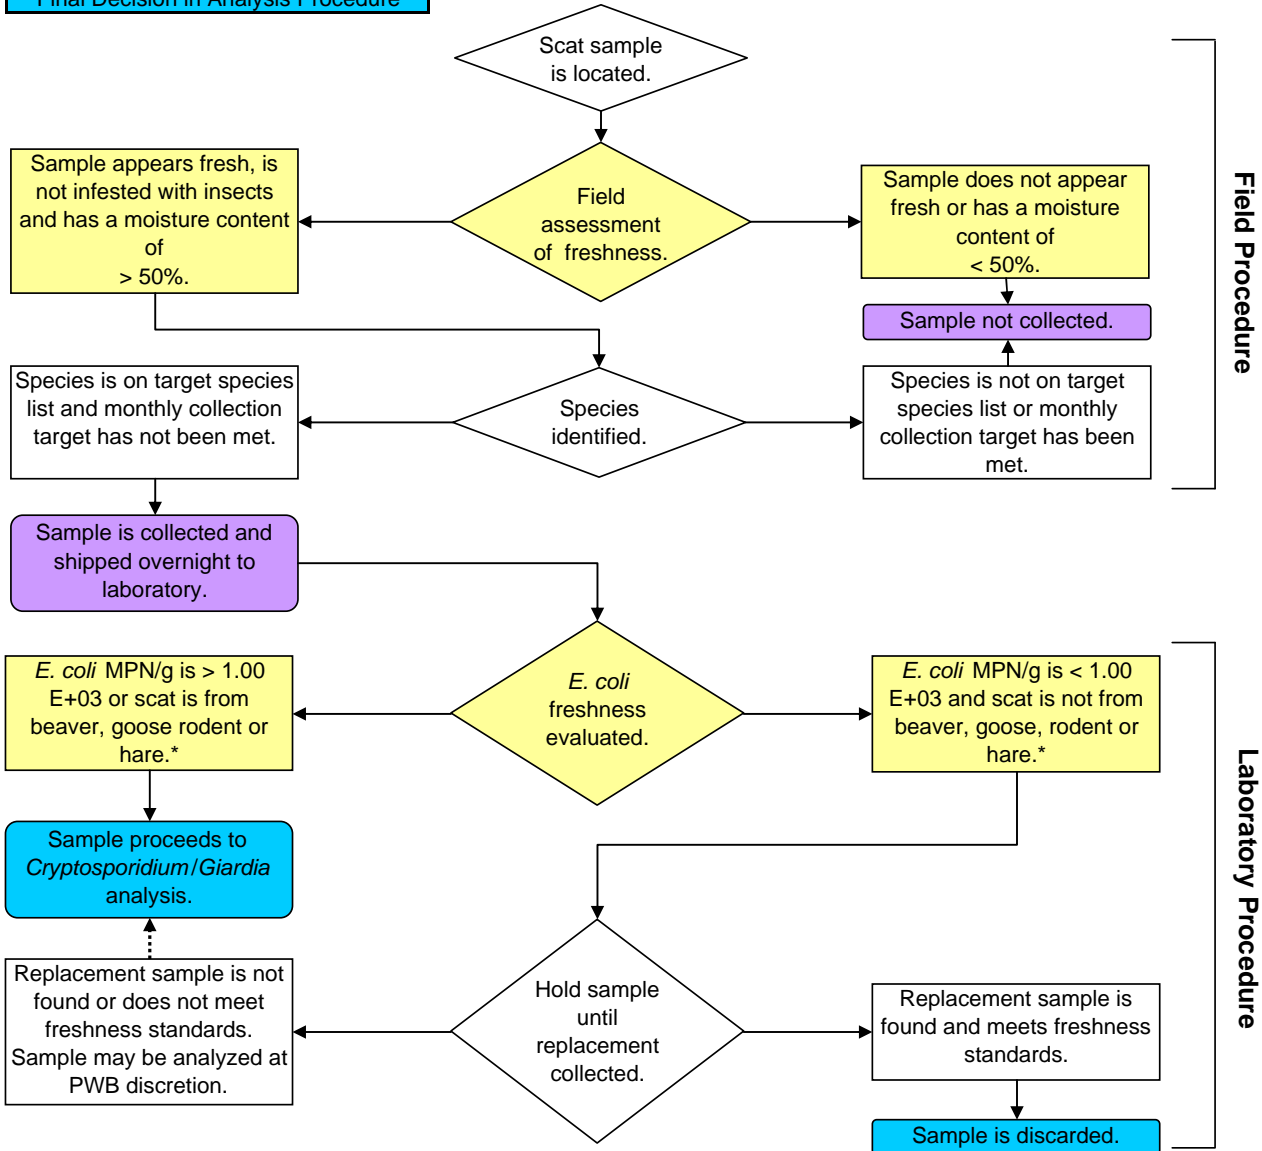 Final Decision in Analysis Procedure
Scat sample
is located.
Sample appears fresh, is
not infested with insects
and has a moisture content
of
> 50%.
Field
assessment
of freshness.
Sample does not appear
fresh or has a moisture
content of
< 50%.
Sample not collected.
Species is on target species
list and monthly collection
target has not been met.
Species
identified.
Species is not on target
species list or monthly
collection target has been
met.
Field Procedure
Sample is collected and
shipped overnight to
laboratory.
E. coli MPN/g is > 1.00
E+03 or scat is from
beaver, goose rodent or
hare.*
E. coli
freshness
evaluated.
E. coli MPN/g is < 1.00
E+03 and scat is not from
beaver, goose, rodent or
hare.*
Sample proceeds to
Cryptosporidium/Giardia
analysis.
Replacement sample is not
found or does not meet
freshness standards.
Sample may be analyzed at
PWB discretion.
Hold sample
until
replacement
collected.
Replacement sample is
found and meets freshness
standards.
Sample is discarded.
Laboratory Procedure